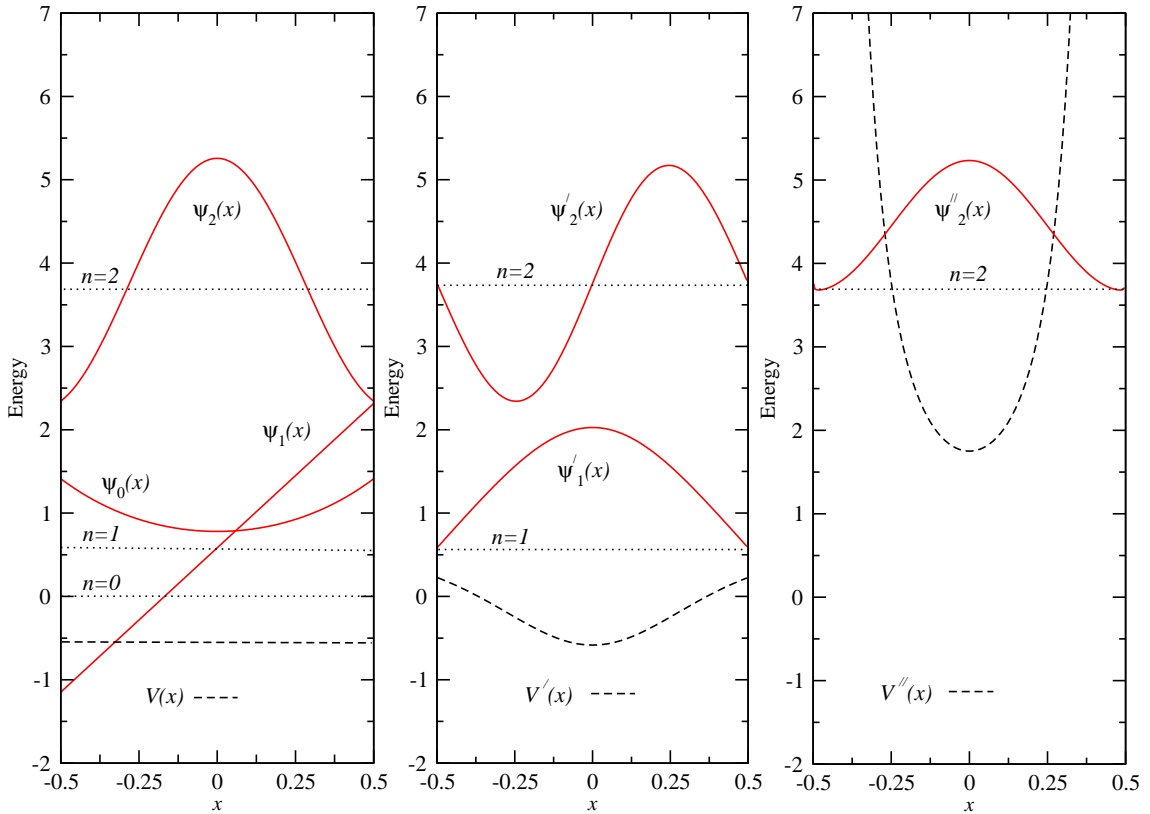 7
6
5
4
3
2
1
0
-1
-2
Energy
-0.5 -0.25 0 0.25 0.5
x
ψ2(x)
n=2
ψ1(x)
ψ0(x)
n=1
n=0
V(x)
7
6
5
4
3
2
1
0
-1
-2
Energy
-0.5 -0.25 0 0.25 0.5
x
ψ′2(x)
n=2
ψ′1(x)
n=1
V′(x)
7
6
5
4
3
2
1
0
-1
-2
Energy
-0.5 -0.25 0 0.25 0.5
x
ψ″2(x)
n=2
V″(x)